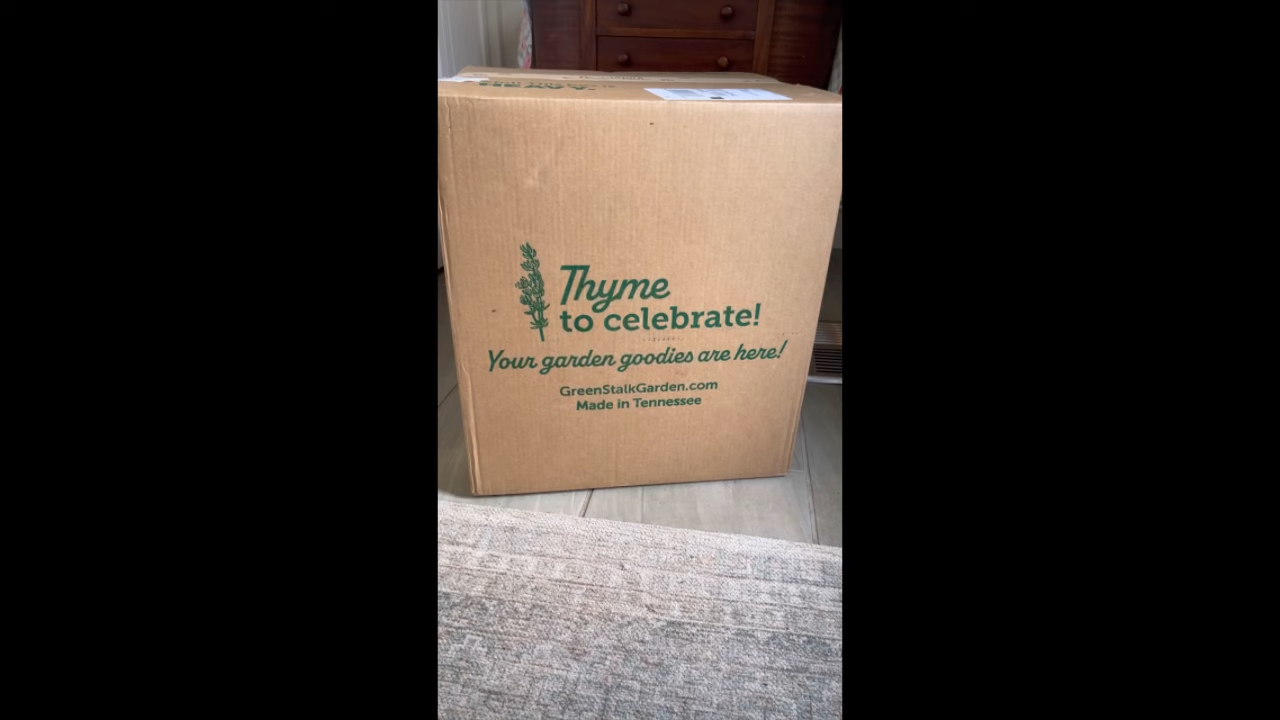 Thyme
to celebrate!
Your garden goodies are here!
GreenStalkGarden.com
Made in Tennessee